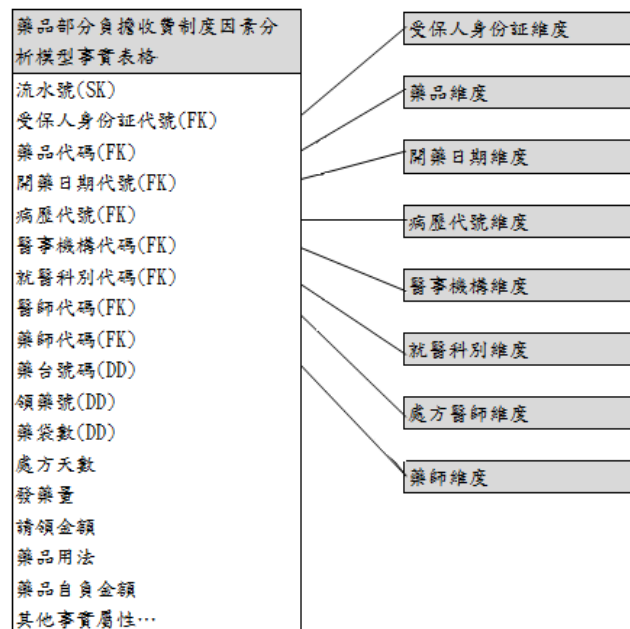 藥品部分負擔收費制度因素分
析模型事實表格
流水號(SK)
受保人身份証代號(FK)
藥品代碼(FK)
開藥日期代號(FK)
病歷代號(FK)
醫事機構代碼(FK)
就醫科別代碼(FK)
醫師代碼(FK)
藥師代碼(FK)
藥台號碼(DD)
領藥號(DD)
藥袋數(DD)
處方天數
發藥量
請領金額
藥品用法
藥品自負金額
其他事實屬性…
受保人身份証維度
藥品維度
開藥日期維度
病歷代號維度
醫事機構維度
就醫科別維度
處方醫師維度
藥師維度